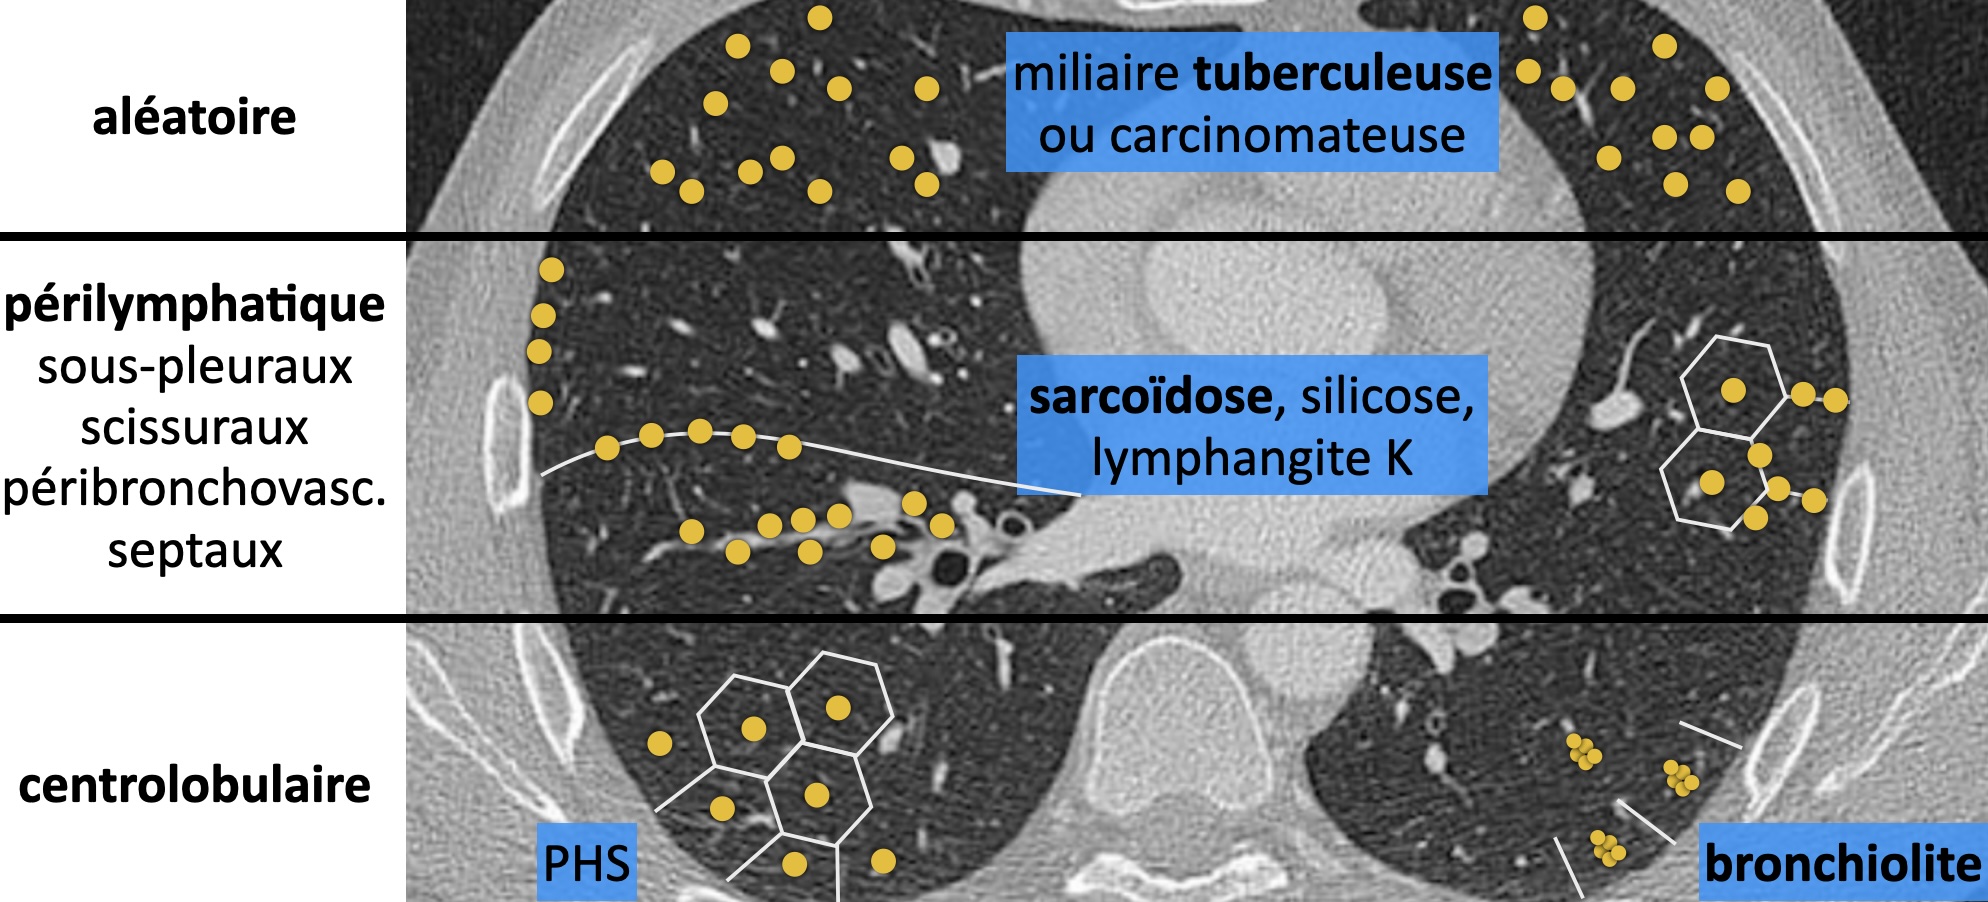 aléatoire
miliaire tuberculeuse
ou carcinomateuse
périlymphatique
sous-pleuraux
scissuraux
péribronchovasc.
septaux
sarcoïdose, silicose,
lymphangite K
centrolobulaire
PHS
bronchiolite